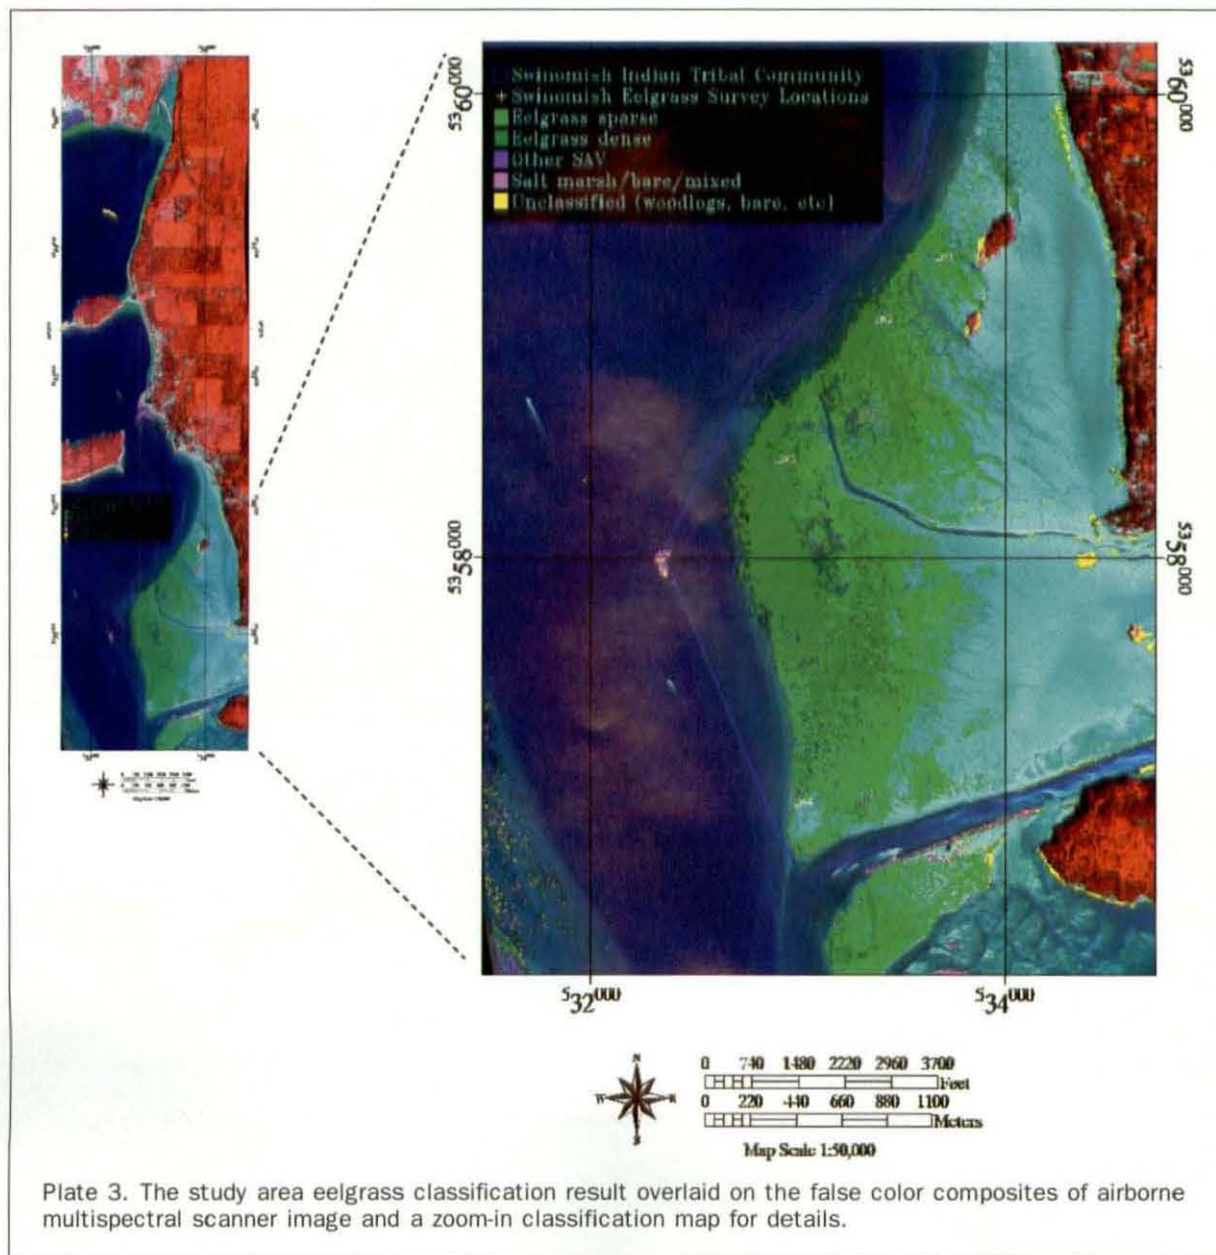 Swinomish Indian Tribal Community
Swinomish Eelgrass Survey Locations
Eelgrass sparse
Eelgrass dense
Other SAV
Salt marsh/bare/mixed
Unclassified (woodlogs, bare, etc)
5360000
5360000
5358000
5358000
532000
534000
N
W E
S
0 740 1480 2220 2960 3700
Feet
0 220 440 660 880 1100
Meters
Map Scale 1:50,000
Plate 3. The study area eelgrass classification result overlaid on the false color composites of airborne
multispectral scanner image and a zoom-in classification map for details.